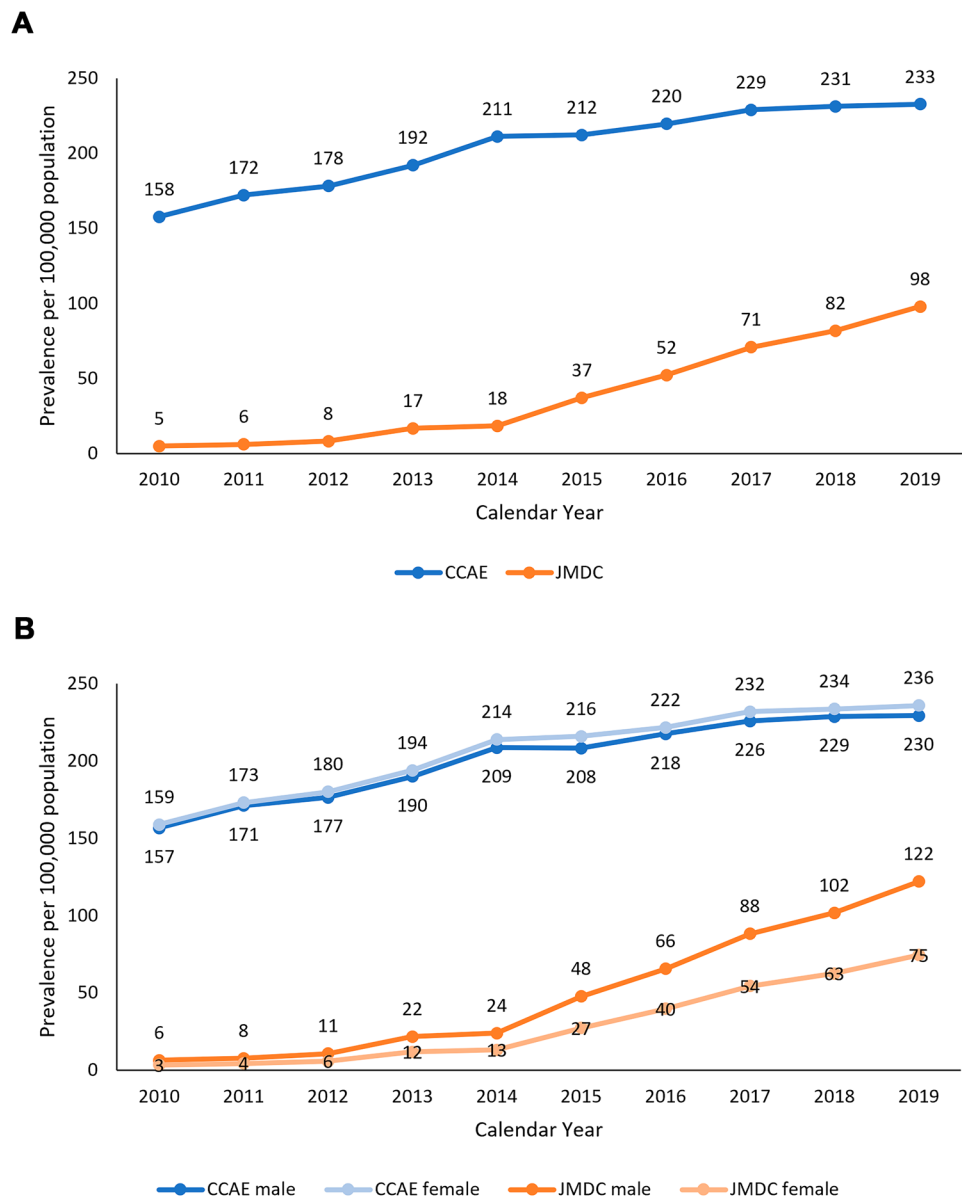 A
250
200
150
100
50
0
Prevalence per 100,000 population
158 172 178 192 211 212 220 229 231 233
5 6 8 17 18 37 52 71 82 98
2010 2011 2012 2013 2014 2015 2016 2017 2018 2019
Calendar Year
CCAE JMDC
B
250
200
150
100
50
0
Prevalence per 100,000 population
159 173 180 194 214 216 222 232 234 236
157 171 177 190 209 208 218 226 229 230
6 8 11 22 24 48 66 88 102 122
3 4 6 12 13 27 40 54 63 75
2010 2011 2012 2013 2014 2015 2016 2017 2018 2019
Calendar Year
CCAE male CCAE female JMDC male JMDC female